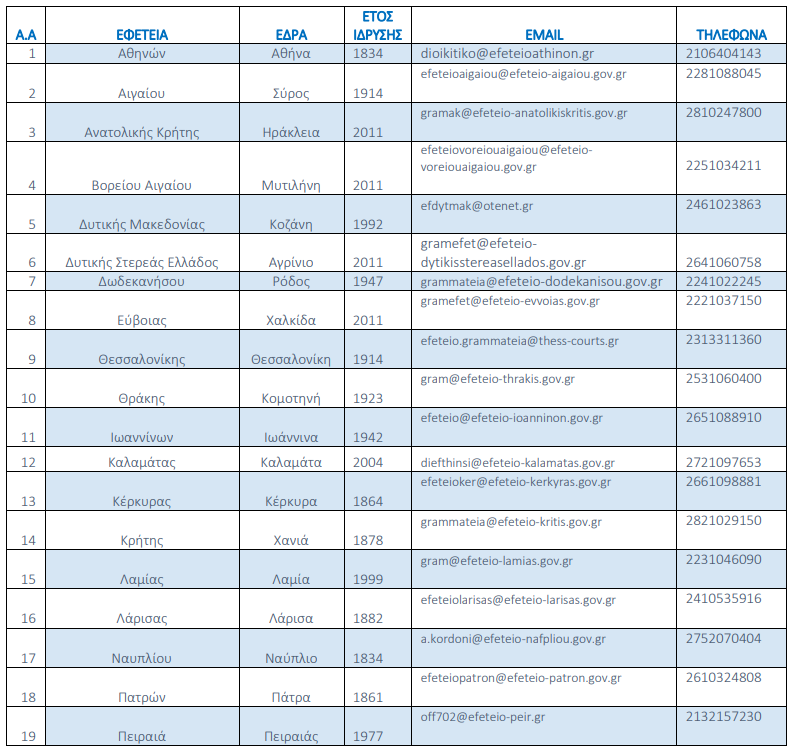 Α.Α ΕΦΕΤΕΙΑ ΕΔΡΑ ΕΤΟΣ ΙΔΡΥΣΗΣ EMAIL ΤΗΛΕΦΩΝΑ
1 Αθηνών Αθήνα 1834 dioikitiko@efeteioathinon.gr 2106404143
2 Αιγαίου Σύρος 1914 efeteioaigaiou@efeteio-aigaiou.gov.gr 2281088045
3 Ανατολικής Κρήτης Ηράκλεια 2011 gramak@efeteio-anatolikiskritis.gov.gr 2810247800
4 Βορείου Αιγαίου Μυτιλήνη 2011 efeteiovoreiouaigaiou@efeteio-
voreiouaigaiou.gov.gr 2251034211
5 Δυτικής Μακεδονίας Κοζάνη 1992 efdytmak@otenet.gr 2461023863
6 Δυτικής Στερεάς Ελλάδος Αγρίνιο 2011 gramefet@efeteio-
dytikisstereasellados.gov.gr 2641060758
7 Δωδεκανήσου Ρόδος 1947 grammateia@efeteio-dodekanisou.gov.gr 2241022245
8 Εύβοιας Χαλκίδα 2011 gramefet@efeteio-evvoias.gov.gr 2221037150
9 Θεσσαλονίκης Θεσσαλονίκη 1914 efeteio.grammateia@thess-courts.gr 2313311360
10 Θράκης Κομοτηνή 1923 gram@efeteio-thrakis.gov.gr 2531060400
11 Ιωαννίνων Ιωάννινα 1942 efeteio@efeteio-ioanninon.gov.gr 2651088910
12 Καλαμάτας Καλαμάτα 2004 diefthinsi@efeteio-kalamatas.gov.gr 2721097653
13 Κέρκυρας Κέρκυρα 1864 efeteioker@efeteio-kerkyras.gov.gr 2661098881
14 Κρήτης Χανιά 1878 grammateia@efeteio-kritis.gov.gr 2821029150
15 Λαμίας Λαμία 1999 gram@efeteio-lamias.gov.gr 2231046090
16 Λάρισας Λάρισα 1882 efeteiolarisas@efeteio-larisas.gov.gr 2410535916
17 Ναυπλίου Ναύπλιο 1834 a.kordoni@efeteio-nafpliou.gov.gr 2752070404
18 Πατρών Πάτρα 1861 efeteiopatron@efeteio-patron.gov.gr 2610324808
19 Πειραιά Πειραιάς 1977 off702@efeteio-peir.gr 2132157230